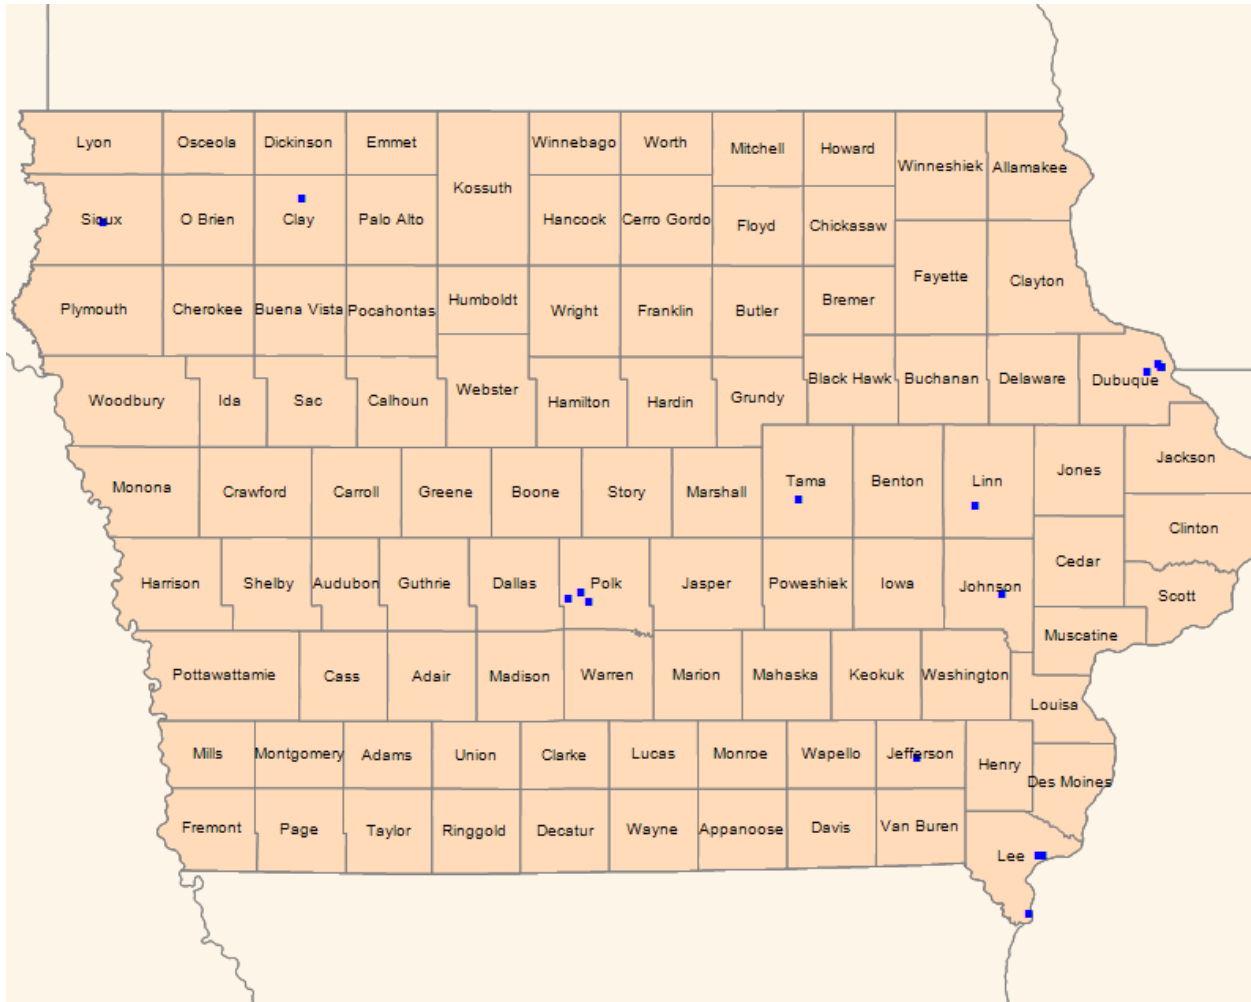 Lyon
Osceola
Dickinson
Emmet
Kossuth
Winnebago
Worth
Mitchell
Howard
Winneshiek
Allamakee
Sioux
O Brien
Clay
Palo Alto
Hancock
Cerro Gordo
Floyd
Chickasaw
Fayette
Clayton
Plymouth
Cherokee
Buena Vista
Pocahontas
Humboldt
Wright
Franklin
Butler
Bremer
Woodbury
Ida
Sac
Calhoun
Webster
Hamilton
Hardin
Grundy
Black Hawk
Buchanan
Delaware
Dubuque
Monona
Crawford
Carroll
Greene
Boone
Story
Marshall
Tama
Benton
Linn
Jones
Jackson
Clinton
Harrison
Shelby
Audubon
Guthrie
Dallas
Polk
Jasper
Poweshiek
Iowa
Johnson
Cedar
Scott
Muscatine
Pottawattamie
Cass
Adair
Madison
Warren
Marion
Mahaska
Keokuk
Washington
Louisa
Mills
Montgomery
Adams
Union
Clarke
Lucas
Monroe
Wapello
Jefferson
Henry
Des Moines
Fremont
Page
Taylor
Ringgold
Decatur
Wayne
Appanoose
Davis
Van Buren
Lee